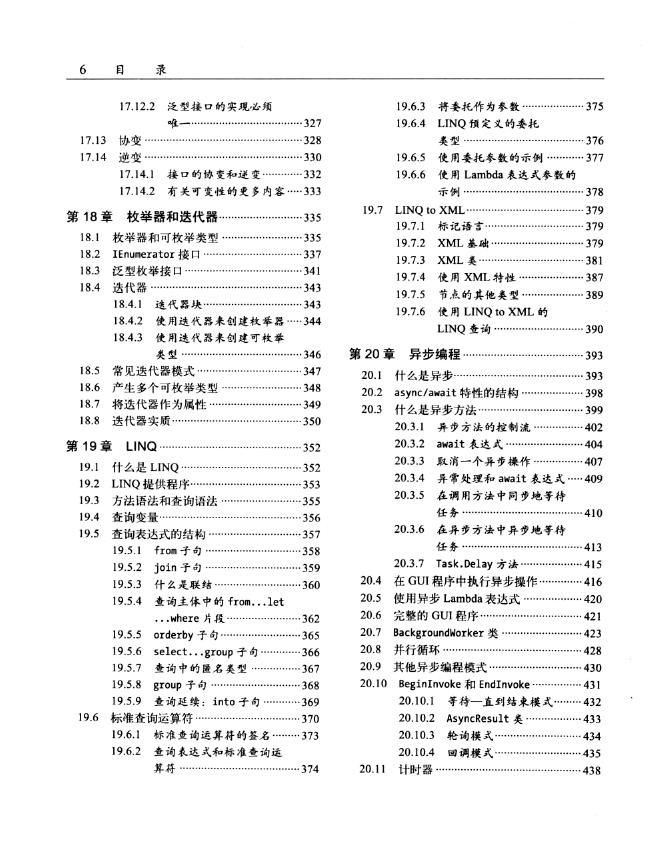 6 目 录
17.12.2 泛型接口的实现必须
唯一……327
17.13 协变……328
17.14 逆变……330
17.14.1 接口的协变和逆变……332
17.14.2 有关可变性的更多内容……333
第 18 章 枚举器和迭代器……335
18.1 枚举器和可枚举类型……335
18.2 IEnumerator 接口……337
18.3 泛型枚举接口……341
18.4 迭代器……343
18.4.1 迭代器块……343
18.4.2 使用迭代器来创建枚举器……344
18.4.3 使用迭代器来创建可枚举
类型……346
18.5 常见迭代器模式……347
18.6 产生多个可枚举类型……348
18.7 将迭代器作为属性……349
18.8 迭代器实质……350
第 19 章 LINQ……352
19.1 什么是 LINQ……352
19.2 LINQ 提供程序……353
19.3 方法语法和查询语法……355
19.4 查询变量……356
19.5 查询表达式的结构……357
19.5.1 from 子句……358
19.5.2 join 子句……359
19.5.3 什么是联结……360
19.5.4 查询主体中的 from...let
...where 片段……362
19.5.5 orderby 子句……365
19.5.6 select...group 子句……366
19.5.7 查询中的匿名类型……367
19.5.8 group 子句……368
19.5.9 查询延续：into 子句……369
19.6 标准查询运算符……370
19.6.1 标准查询运算符的签名……373
19.6.2 查询表达式和标准查询运
算符……374
19.6.3 将委托作为参数……375
19.6.4 LINQ 预定义的委托
类型……376
19.6.5 使用委托参数的示例……377
19.6.6 使用 Lambda 表达式参数的
示例……378
19.7 LINQ to XML……379
19.7.1 标记语言……379
19.7.2 XML 基础……379
19.7.3 XML 类……381
19.7.4 使用 XML 特性……387
19.7.5 节点的其他类型……389
19.7.6 使用 LINQ to XML 的
LINQ 查询……390
第 20 章 异步编程……393
20.1 什么是异步……393
20.2 async/await 特性的结构……398
20.3 什么是异步方法……399
20.3.1 异步方法的控制流……402
20.3.2 await 表达式……404
20.3.3 取消一个异步操作……407
20.3.4 异常处理和 await 表达式……409
20.3.5 在调用方法中同步地等待
任务……410
20.3.6 在异步方法中异步地等待
任务……413
20.3.7 Task.Delay 方法……415
20.4 在 GUI 程序中执行异步操作……416
20.5 使用异步 Lambda 表达式……420
20.6 完整的 GUI 程序……421
20.7 BackgroundWorker 类……423
20.8 并行循环……428
20.9 其他异步编程模式……430
20.10 BeginInvoke 和 EndInvoke……431
20.10.1 等待—直到结束模式……432
20.10.2 AsyncResult 类……433
20.10.3 轮询模式……434
20.10.4 回调模式……435
20.11 计时器……438